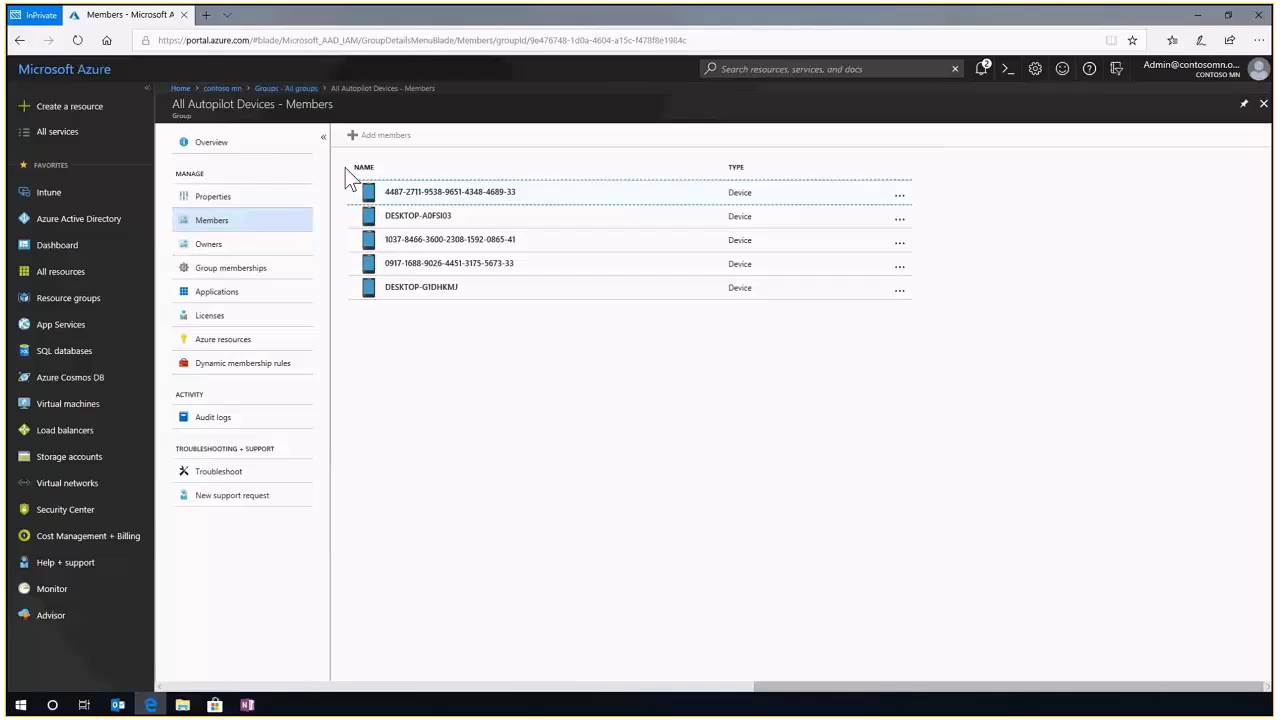 InPrivate
Members - Microsoft A
https://portal.azure.com/#blade/Microsoft_AAD_IAM/GroupDetailsMenuBlade/Members/groupId/9e476748-1d0a-4604-a15c-f478f8e1984c
Microsoft Azure
Search resources, services, and docs
2
Admin@contosomn.o...
CONTOSO MN
Home
contoso mn
Groups - All groups
All Autopilot Devices - Members
All Autopilot Devices - Members
Group
Create a resource
All services
FAVORITES
Intune
Azure Active Directory
Dashboard
All resources
Resource groups
App Services
SQL databases
Azure Cosmos DB
Virtual machines
Load balancers
Storage accounts
Virtual networks
Security Center
Cost Management + Billing
Help + support
Monitor
Advisor
Overview
MANAGE
Properties
Members
Owners
Group memberships
Applications
Licenses
Azure resources
Dynamic membership rules
ACTIVITY
Audit logs
TROUBLESHOOTING + SUPPORT
Troubleshoot
New support request
Add members
NAME TYPE
4487-2711-9538-9651-4348-4689-33 Device ...
DESKTOP-A0FSI03 Device ...
1037-8466-3600-2308-1592-0865-41 Device ...
0917-1688-9026-4451-3175-5673-33 Device ...
DESKTOP-G1DHKMJ Device ...